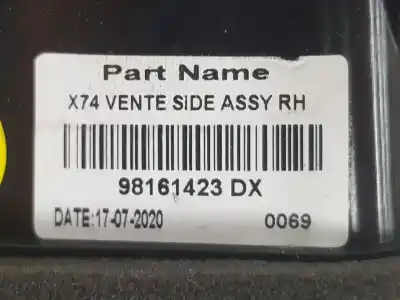 Part Name
X74 VENTE SIDE ASSY RH
98161423 DX
DATE:17-07-2020 0069